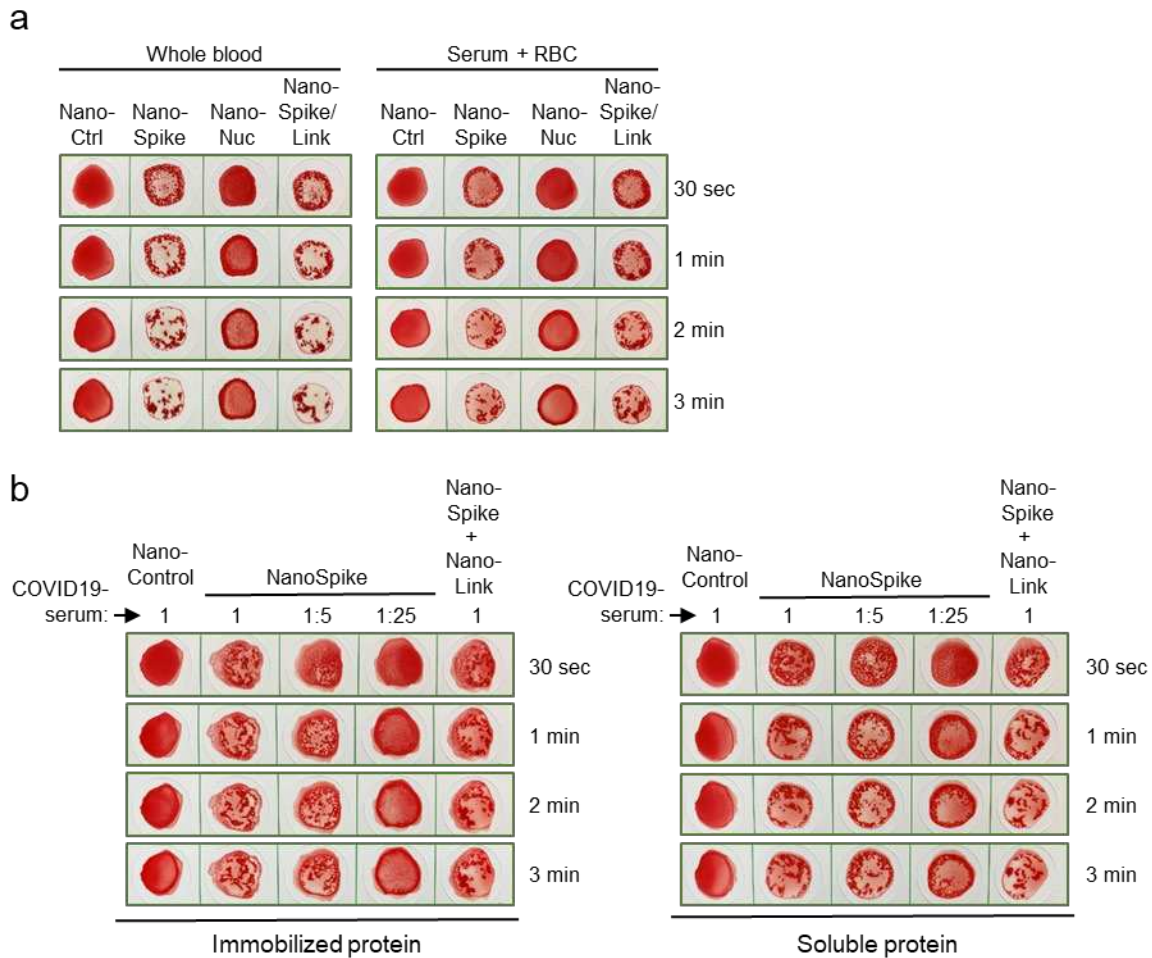 a
Whole blood
Serum + RBC
Nano-
Ctrl
Nano-
Spike
Nano-
Nuc
Nano-
Spike/
Link
Nano-
Ctrl
Nano-
Spike
Nano-
Nuc
Nano-
Spike/
Link
30 sec
1 min
2 min
3 min
b
COVID19-
serum:
Nano-
Control
NanoSpike
Nano-
Spike
+
Nano-
Link
1
1
1:5
1:25
1
30 sec
1 min
2 min
3 min
Immobilized protein
COVID19-
serum:
Nano-
Control
NanoSpike
Nano-
Spike
+
Nano-
Link
1
1
1:5
1:25
1
30 sec
1 min
2 min
3 min
Soluble protein